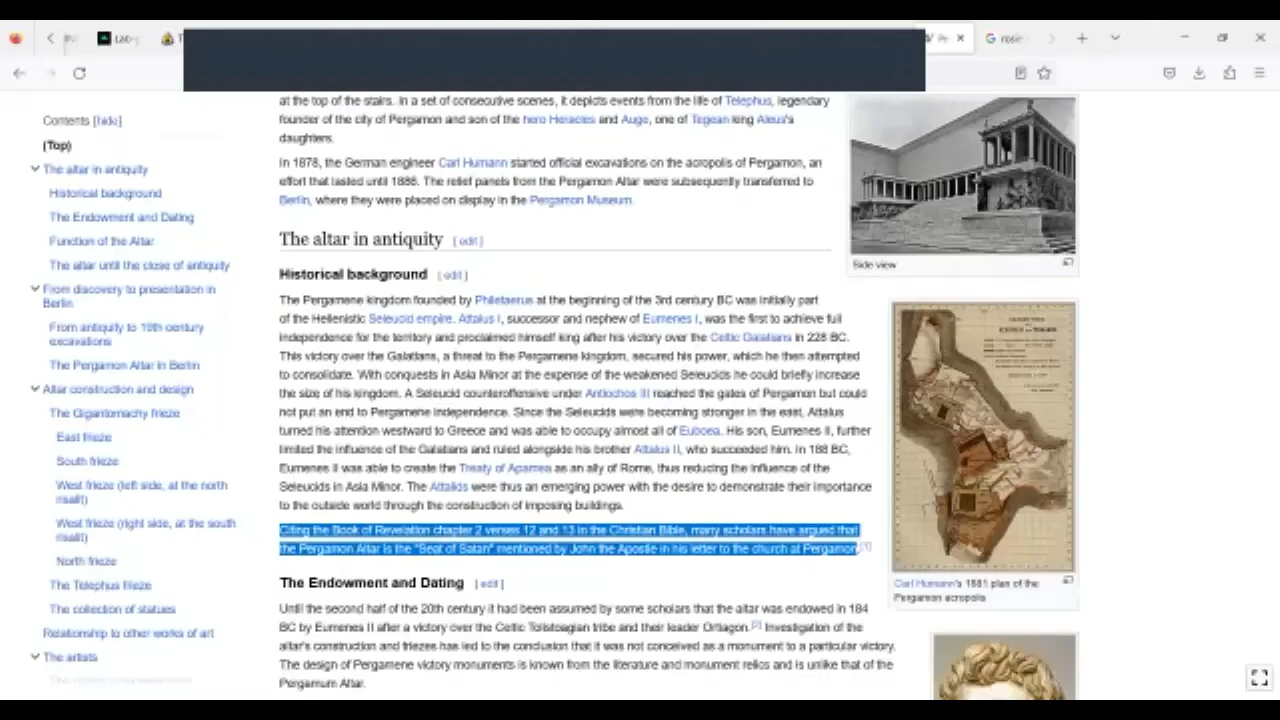 Lab
rosie
Contents [hide]
(Top)
The altar in antiquity
Historical background
The Endowment and Dating
Function of the Altar
The altar until the close of antiquity
From discovery to presentation in
Berlin
From antiquity to 19th century
excavations
The Pergamon Altar in Berlin
Altar construction and design
The Gigantomachy frieze
East frieze
South frieze
West frieze (left side, at the north
risalit)
West frieze (right side, at the south
risalit)
North frieze
The Telephus frieze
The collection of statues
Relationship to other works of art
The artists
at the top of the stairs. In a set of consecutive scenes, it depicts events from the life of Telephus, legendary
founder of the city of Pergamon and son of the hero Heracles and Auge, one of Tegean king Aleus's
daughters.
In 1878, the German engineer Carl Humann started official excavations on the acropolis of Pergamon, an
effort that lasted until 1886. The relief panels from the Pergamon Altar were subsequently transferred to
Berlin, where they were placed on display in the Pergamon Museum.
The altar in antiquity [ edit ]
Historical background [ edit ]
The Pergamene kingdom founded by Philetaerus at the beginning of the 3rd century BC was initially part
of the Hellenistic Seleucid empire. Attalus I, successor and nephew of Eumenes I, was the first to achieve full
independence for the territory and proclaimed himself king after his victory over the Celtic Galatians in 228 BC.
This victory over the Galatians, a threat to the Pergamene kingdom, secured his power, which he then attempted
to consolidate. With conquests in Asia Minor at the expense of the weakened Seleucids he could briefly increase
the size of his kingdom. A Seleucid counteroffensive under Antiochos III reached the gates of Pergamon but could
not put an end to Pergamene independence. Since the Seleucids were becoming stronger in the east, Attalus
turned his attention westward to Greece and was able to occupy almost all of Euboea. His son, Eumenes II, further
limited the influence of the Galatians and ruled alongside his brother Attalus II, who succeeded him. In 188 BC,
Eumenes II was able to create the Treaty of Apamea as an ally of Rome, thus reducing the influence of the
Seleucids in Asia Minor. The Attalids were thus an emerging power with the desire to demonstrate their importance
to the outside world through the construction of imposing buildings.
Citing the Book of Revelation chapter 2 verses 12 and 13 in the Christian Bible, many scholars have argued that
the Pergamon Altar is the "Seat of Satan" mentioned by John the Apostle in his letter to the church at Pergamon.[1]
The Endowment and Dating [ edit ]
Until the second half of the 20th century it had been assumed by some scholars that the altar was endowed in 184
BC by Eumenes II after a victory over the Celtic Tolistoagian tribe and their leader Ortiagon.[2] Investigation of the
altar's construction and friezes has led to the conclusion that it was not conceived as a monument to a particular victory.
The design of Pergamene victory monuments is known from the literature and monument relics and is unlike that of the
Pergamum Altar.
Side view
Carl Humann's 1881 plan of the
Pergamon acropolis